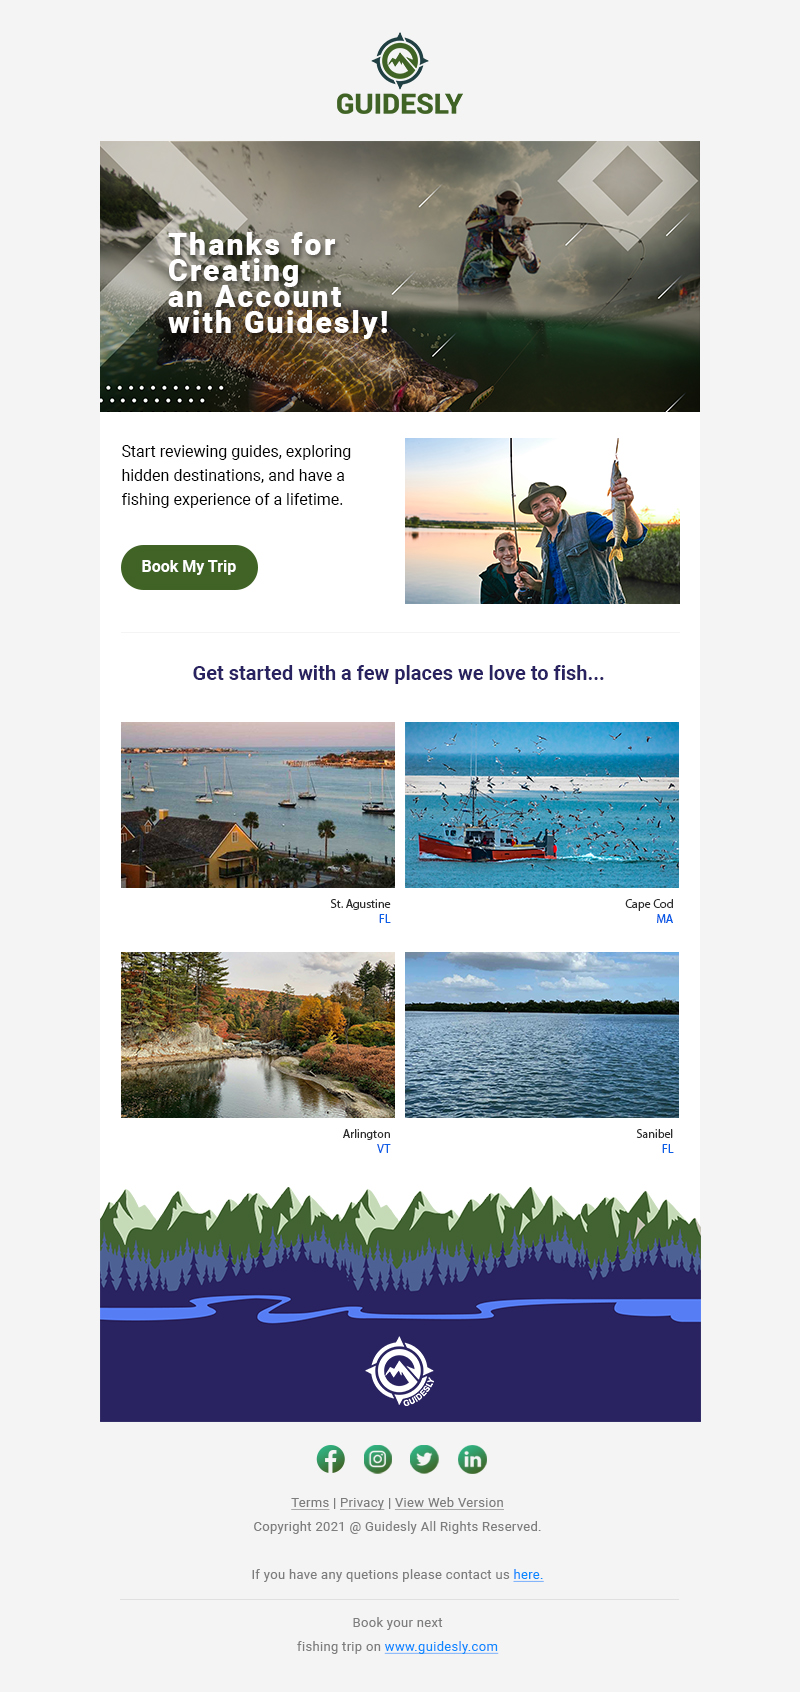 GUIDESLY
Thanks for
Creating
an Account
with Guidesly!
Start reviewing guides, exploring
hidden destinations, and have a
fishing experience of a lifetime.
Book My Trip
Get started with a few places we love to fish...
St. Agustine
FL
Cape Cod
MA
Arlington
VT
Sanibel
FL
GUIDESLY
Terms | Privacy | View Web Version
Copyright 2021 @ Guidesly All Rights Reserved.
If you have any quetions please contact us here.
Book your next
fishing trip on www.guidesly.com